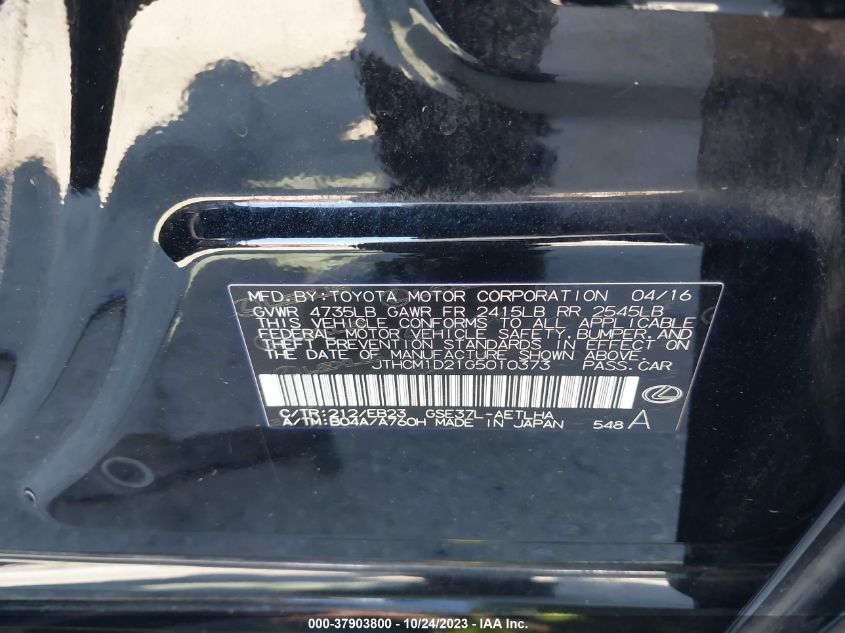 MFD.BY:TOYOTA MOTOR CORPORATION 04/16
GVWR 4735LB GAWR FR 2415LB RR 2545LB
THIS VEHICLE CONFORMS TO ALL APPLICABLE
FEDERAL MOTOR VEHICLE SAFETY, BUMPER, AND
THEFT PREVENTION STANDARDS IN EFFECT ON
THE DATE OF MANUFACTURE SHOWN ABOVE.
JTHCM1D21G5010373 PASS.CAR
C/TR:212/EB23 GSE37L-AETLHA
A/TM:B04A/A760H MADE IN JAPAN 548 A
000-37903800 - 10/24/2023 - IAA Inc.